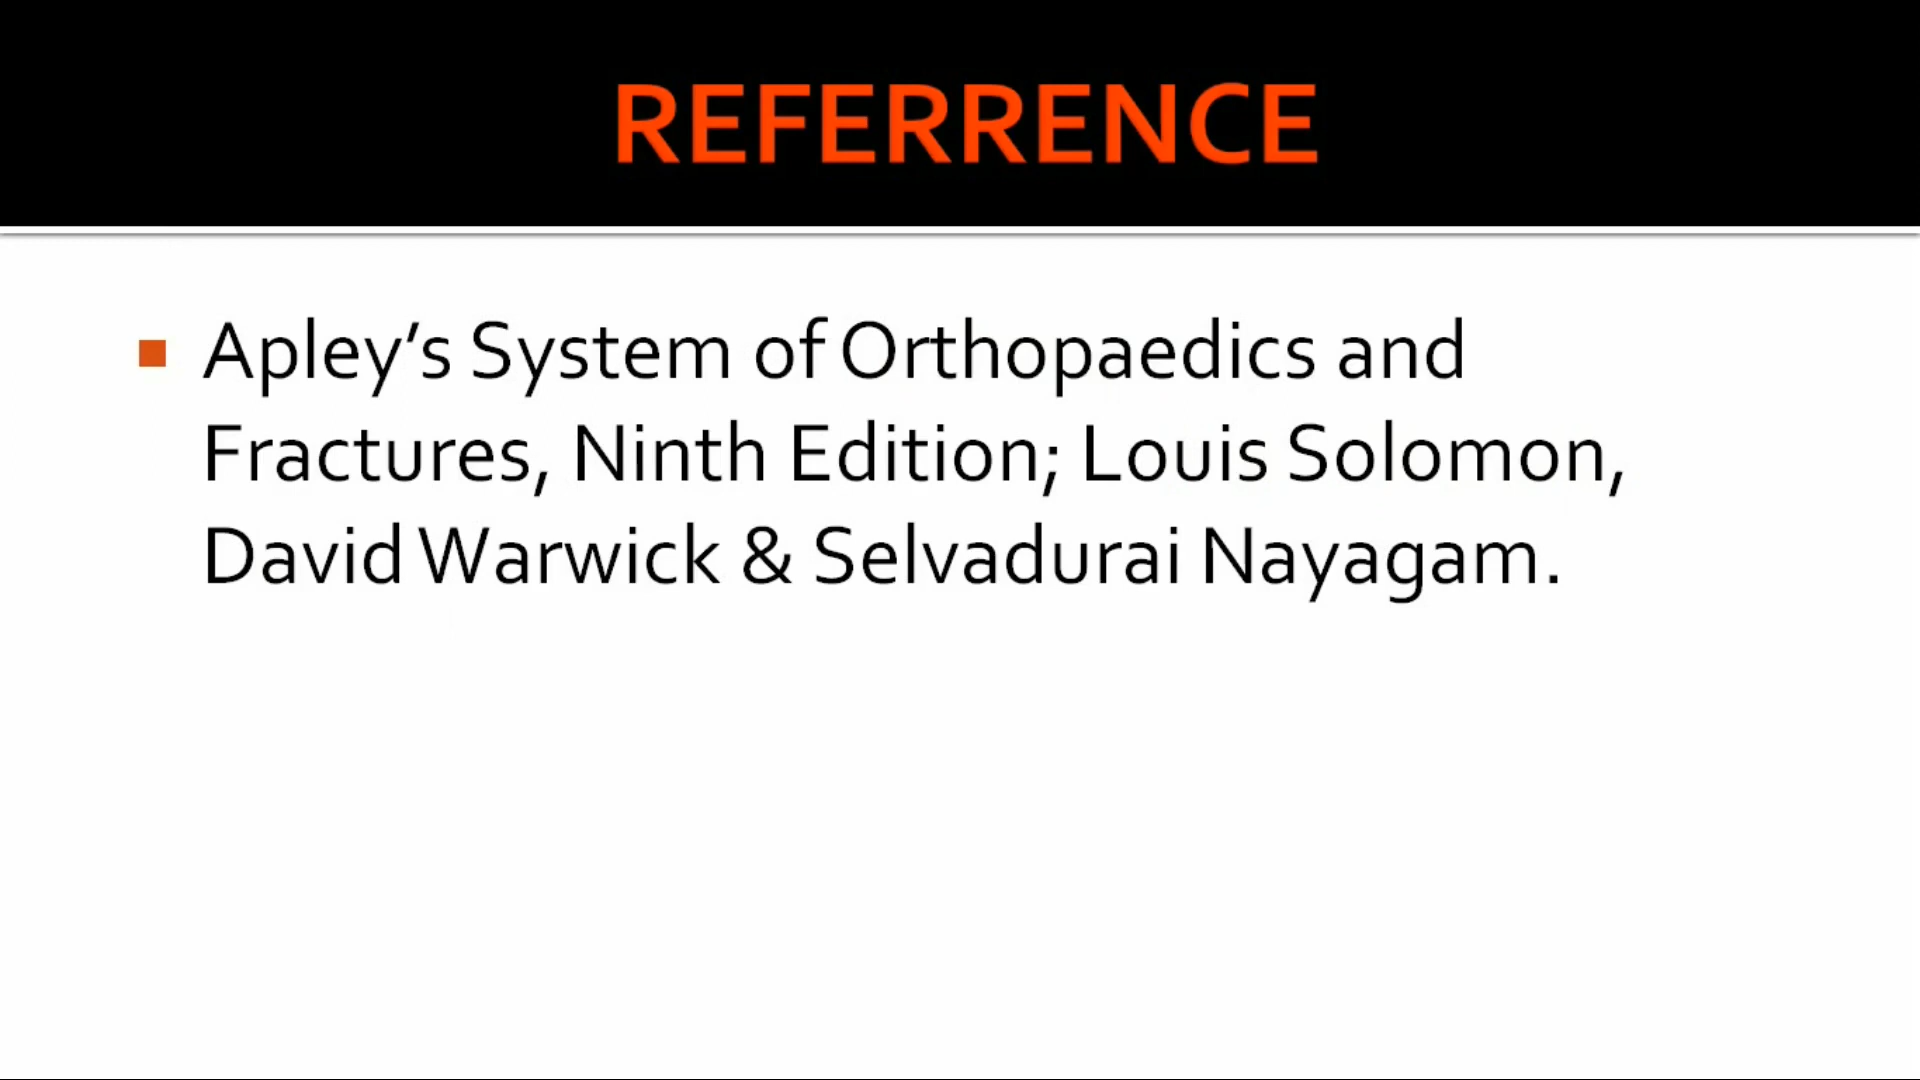 REFERRENCE
Apley’s System of Orthopaedics and
Fractures, Ninth Edition; Louis Solomon,
David Warwick & Selvadurai Nayagam.